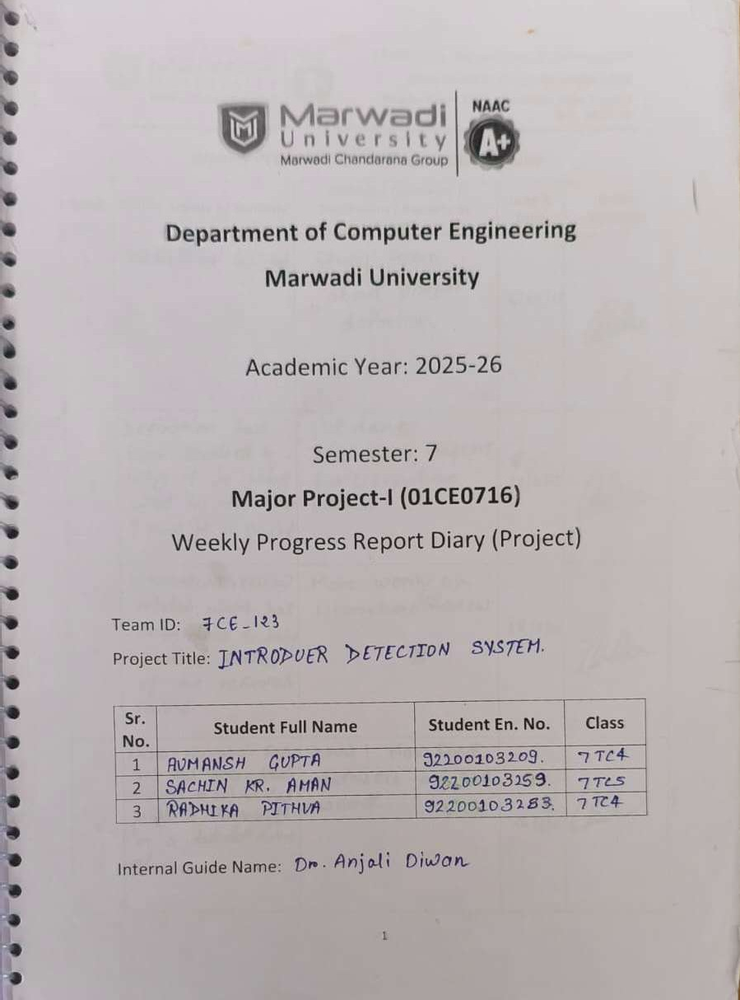 Marwadi
University
Marwadi Chandarana Group
NAAC
A+
Department of Computer Engineering
Marwadi University
Academic Year: 2025-26
Semester: 7
Major Project-I (01CE0716)
Weekly Progress Report Diary (Project)
Team ID: 7CE-123
Project Title: INTRODUER DETECTION SYSTEM.
Sr. No. Student Full Name Student En. No. Class
1 AUMANSH GUPTA 92200103209. 7TC4
2 SACHIN KR. AMAN 92200103259. 7TC5
3 RADHIKA PITHVA 92200103283. 7TC4
Internal Guide Name: Dr. Anjali Diwan
1